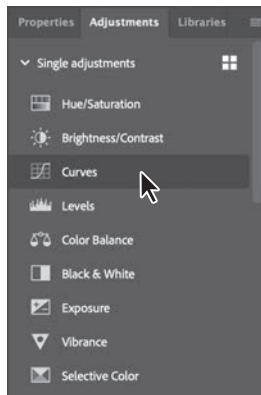 Properties Adjustments Libraries
Single adjustments
Hue/Saturation
Brightness/Contrast
Curves
Levels
Color Balance
Black & White
Exposure
Vibrance
Selective Color